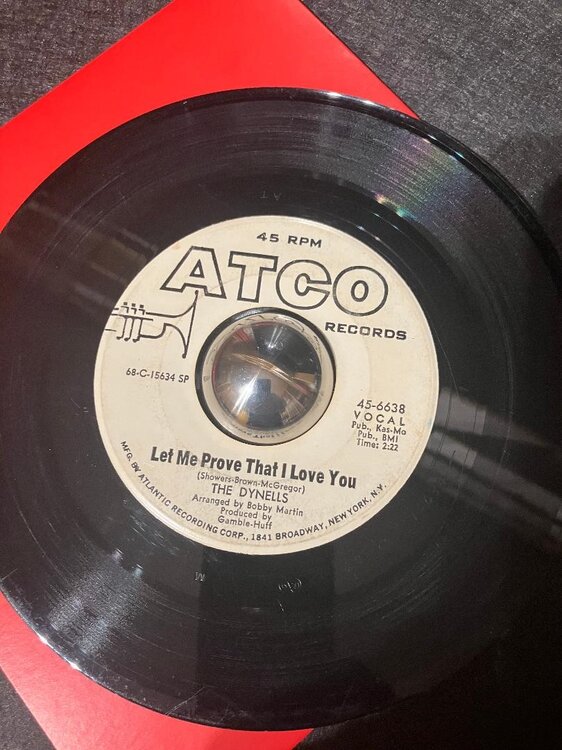 45 RPM
ATCO
RECORDS
68-C-15634 SP
45-6638
VOCAL
Pub., Kas-Mo
Pub., BMI
Time: 2:22
Let Me Prove That I Love You
(Showers-Brown-McGregor)
THE DYNELLS
Arranged by Bobby Martin
Produced by
Gamble-Huff
MFG. BY ATLANTIC RECORDING CORP., 1841 BROADWAY, NEW YORK, N.Y.
AT